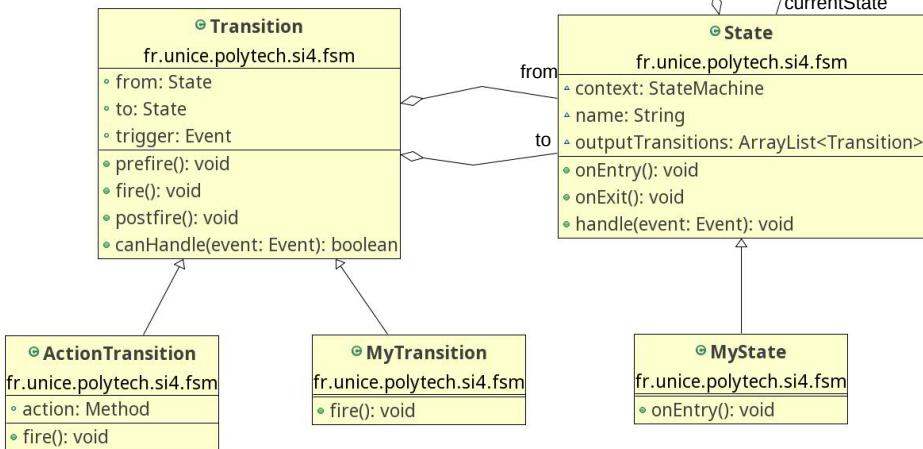 currentState
Transition
fr.unice.polytech.si4.fsm
from: State
to: State
trigger: Event
prefire(): void
fire(): void
postfire(): void
canHandle(event: Event): boolean
from
to
State
fr.unice.polytech.si4.fsm
context: StateMachine
name: String
outputTransitions: ArrayList<Transition>
onEntry(): void
onExit(): void
handle(event: Event): void
ActionTransition
fr.unice.polytech.si4.fsm
action: Method
fire(): void
MyTransition
fr.unice.polytech.si4.fsm
fire(): void
MyState
fr.unice.polytech.si4.fsm
onEntry(): void